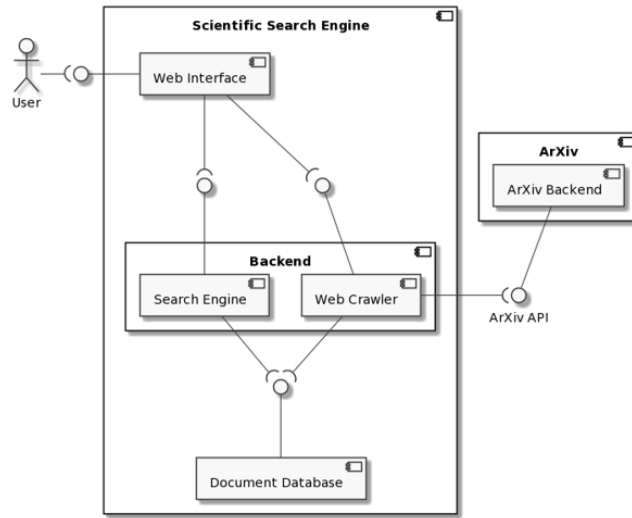 Scientific Search Engine
Web Interface
User
ArXiv
ArXiv Backend
Backend
Search Engine
Web Crawler
ArXiv API
Document Database